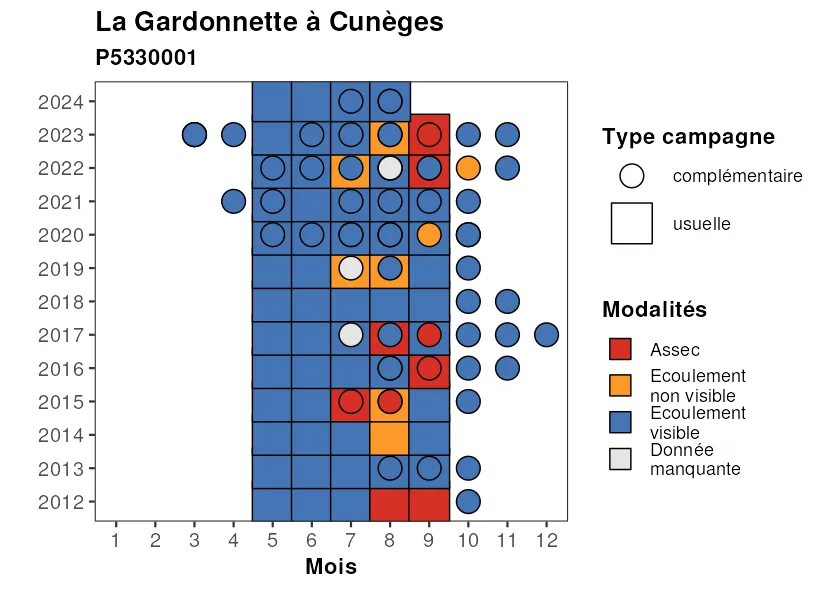 La Gardonnette à Cunèges
P5330001
2024
2023
2022
2021
2020
2019
2018
2017
2016
2015
2014
2013
2012
1 2 3 4 5 6 7 8 9 10 11 12
Mois
Type campagne
complémentaire
usuelle
Modalités
Assec
Ecoulement
non visible
Ecoulement
visible
Donnée
manquante